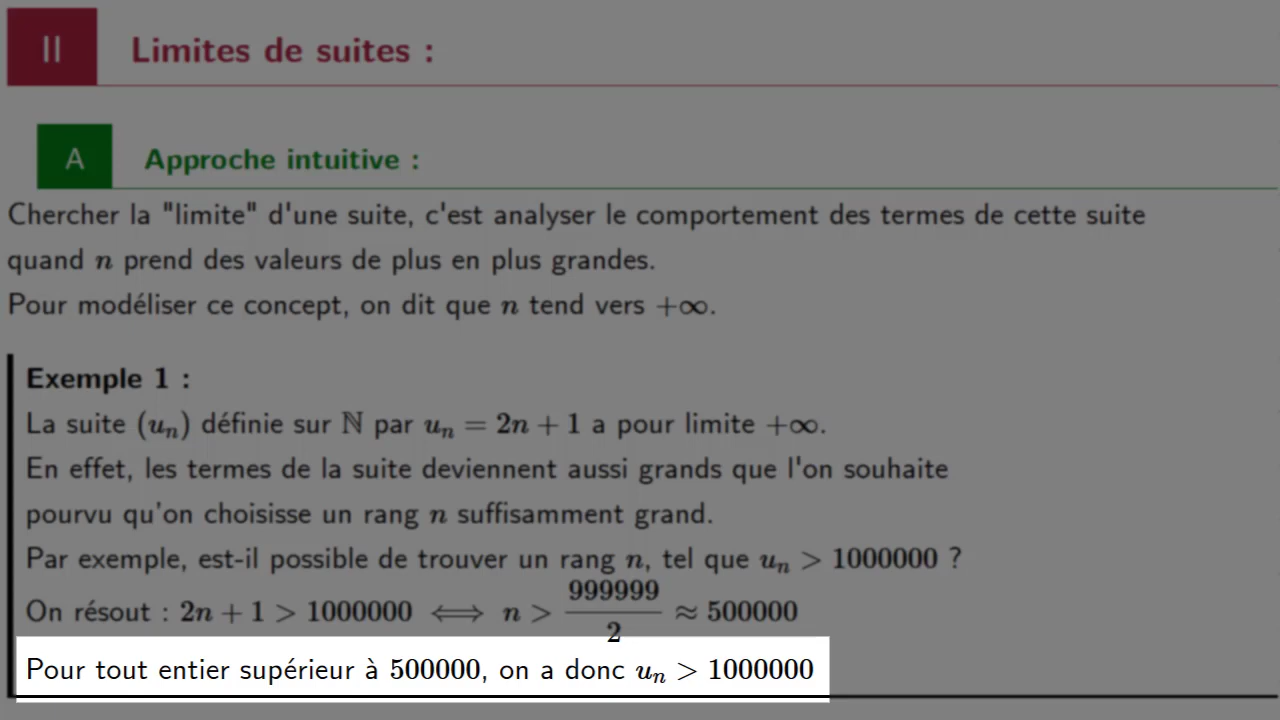 II Limites de suites :
A Approche intuitive :
Chercher la "limite" d'une suite, c'est analyser le comportement des termes de cette suite
quand n prend des valeurs de plus en plus grandes.
Pour modéliser ce concept, on dit que n tend vers +∞.
Exemple 1 :
La suite (uₙ) définie sur ℕ par uₙ = 2n + 1 a pour limite +∞.
En effet, les termes de la suite deviennent aussi grands que l'on souhaite
pourvu qu'on choisisse un rang n suffisamment grand.
Par exemple, est-il possible de trouver un rang n, tel que uₙ > 1000000 ?
On résout : 2n + 1 > 1000000 ⟺ n > 999999/2 ≈ 500000
Pour tout entier supérieur à 500000, on a donc uₙ > 1000000